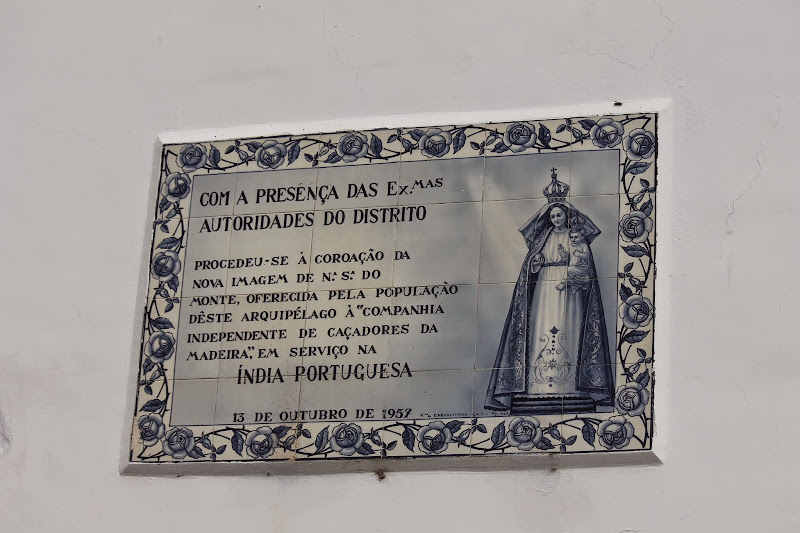 COM A PRESENÇA DAS Ex.MAS
AUTORIDADES DO DISTRITO
PROCEDEU-SE À COROAÇÃO DA
NOVA IMAGEM DE N.ª S.ª DO
MONTE, OFERECIDA PELA POPULAÇÃO
DÊSTE ARQUIPÉLAGO À "COMPANHIA
INDEPENDENTE DE CAÇADORES DA
MADEIRA", EM SERVIÇO NA
ÍNDIA PORTUGUESA
13 DE OUTUBRO DE 1957